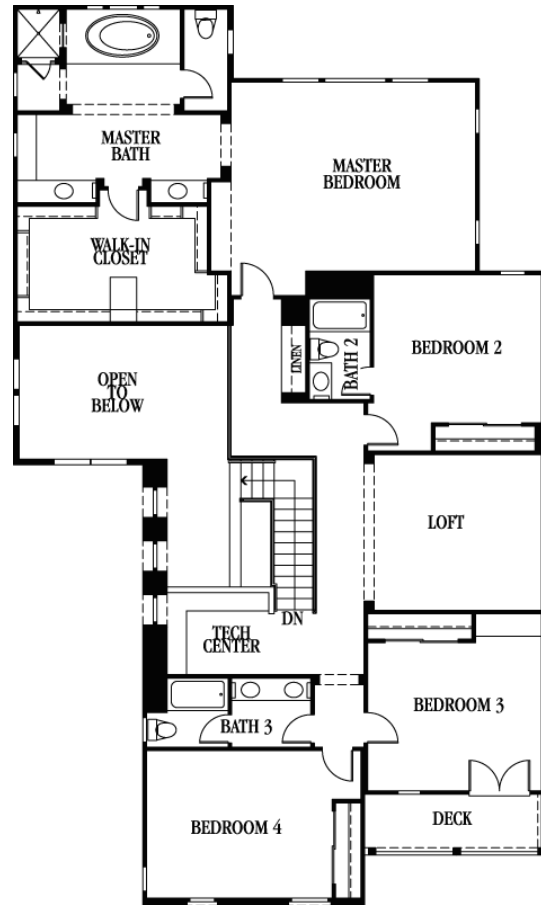 MASTER
BATH
MASTER
BEDROOM
WALK-IN
CLOSET
OPEN
TO
BELOW
LINEN
BATH 2
BEDROOM 2
LOFT
DN
TECH
CENTER
BATH 3
BEDROOM 3
BEDROOM 4
DECK